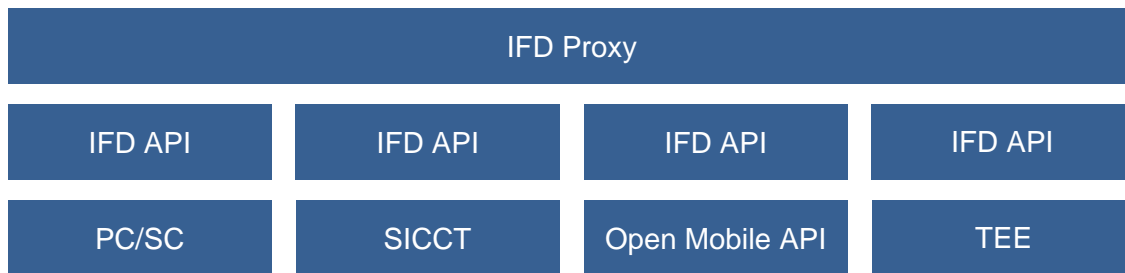 IFD Proxy
IFD API IFD API IFD API IFD API
PC/SC SICCT Open Mobile API TEE